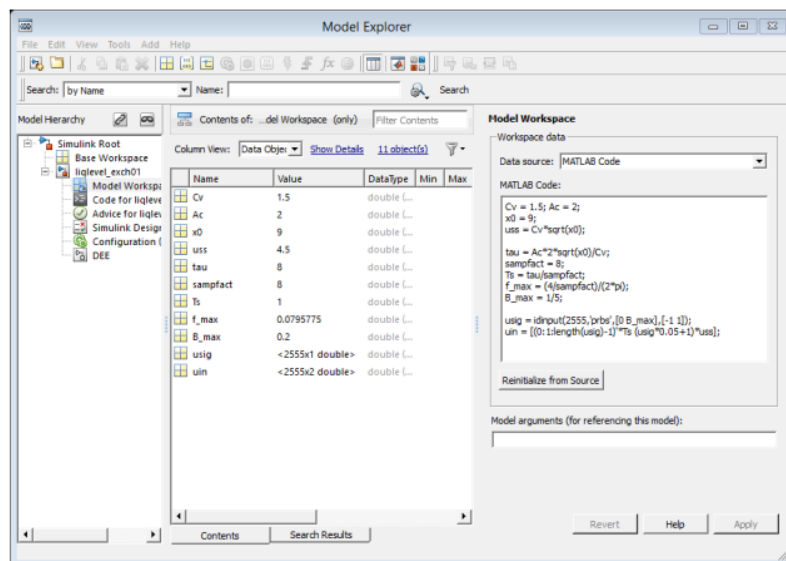 Model Explorer
File Edit View Tools Add Help
Search: by Name Name: Search
Model Hierarchy
Simulink Root
Base Workspace
liqlevel_exch01
Model Workspa
Code for liqlev
Advice for liqlev
Simulink Design
Configuration (
DEE
Contents of: ...del Workspace (only) Filter Contents
Column View: Data Objec Show Details 11 object(s)
Name Value DataType Min Max
Cv 1.5 double (...
Ac 2 double (...
x0 9 double (...
uss 4.5 double (...
tau 8 double (...
sampfact 8 double (...
Ts 1 double (...
f_max 0.0795775 double (...
B_max 0.2 double (...
usig <2555x1 double> double (...
uin <2555x2 double> double (...
Contents Search Results
Model Workspace
Workspace data
Data source: MATLAB Code
MATLAB Code:
Cv = 1.5; Ac = 2;
x0 = 9;
uss = Cv*sqrt(x0);
tau = Ac*2*sqrt(x0)/Cv;
sampfact = 8;
Ts = tau/sampfact;
f_max = (4/sampfact)/(2*pi);
B_max = 1/5;
usig = idinput(2555,'prbs',[0 B_max],[-1 1]);
uin = [(0:1:length(usig)-1)'*Ts (usig*0.05+1)*uss];
Reinitialize from Source
Model arguments (for referencing this model):
Revert Help Apply